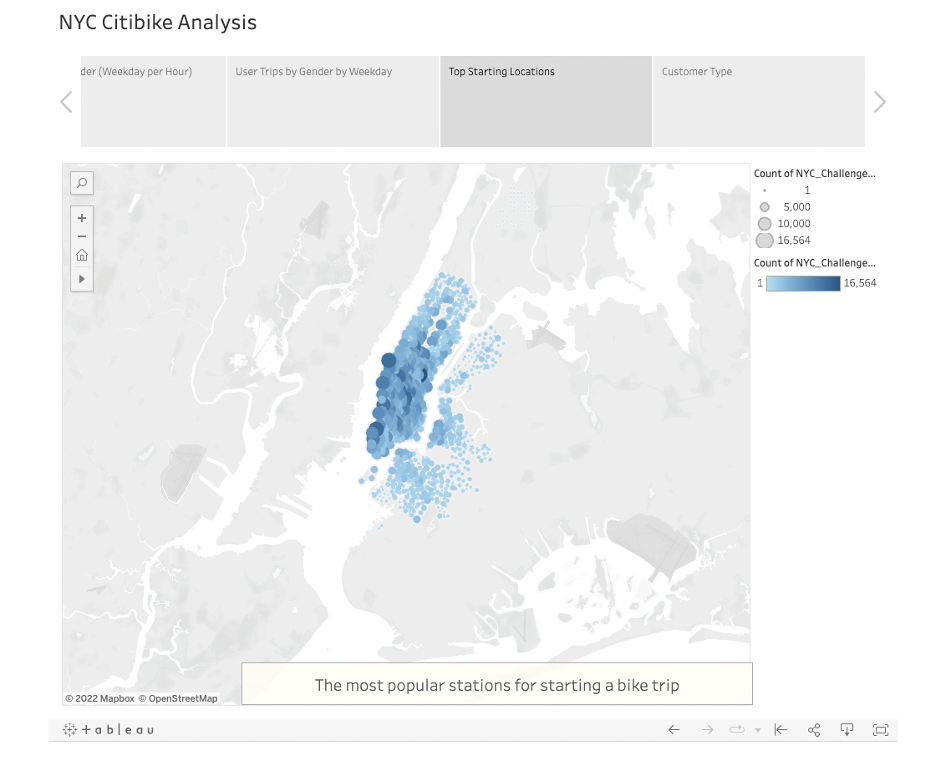 NYC Citibike Analysis
der (Weekday per Hour)
User Trips by Gender by Weekday
Top Starting Locations
Customer Type
Count of NYC_Challenge...
1
5,000
10,000
16,564
Count of NYC_Challenge...
1 16,564
The most popular stations for starting a bike trip
© 2022 Mapbox © OpenStreetMap
+ableau